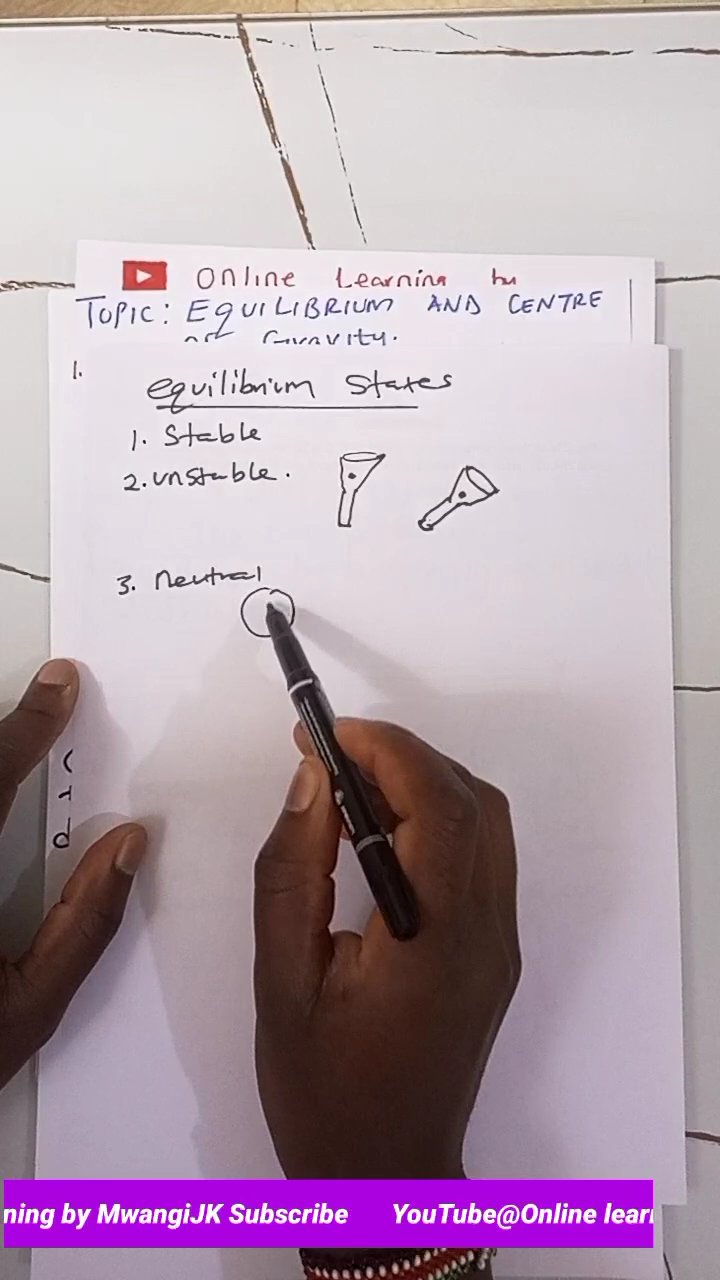 Online Learning
TOPIC: EQUILIBRIUM AND CENTRE
Gravity.
1.
equilibrium States
1. Stable
2. unstable.
3. neutral
ning by MwangiJK Subscribe YouTube@Online lear